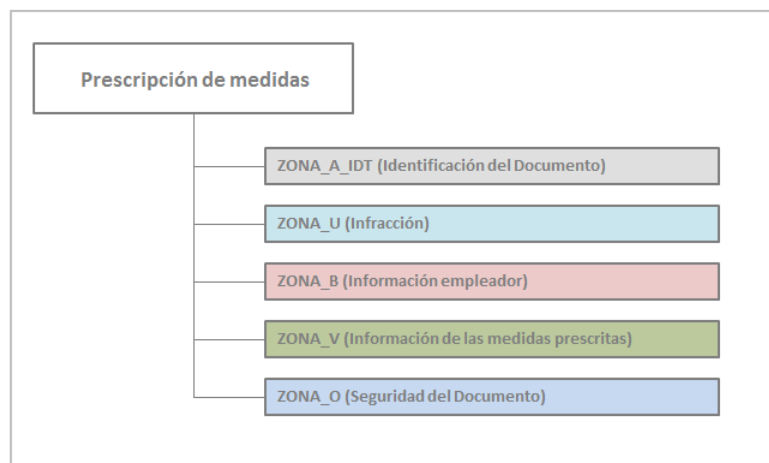 Prescripción de medidas
ZONA_A_IDT (Identificación del Documento)
ZONA_U (Infracción)
ZONA_B (Información empleador)
ZONA_V (Información de las medidas prescritas)
ZONA_O (Seguridad del Documento)